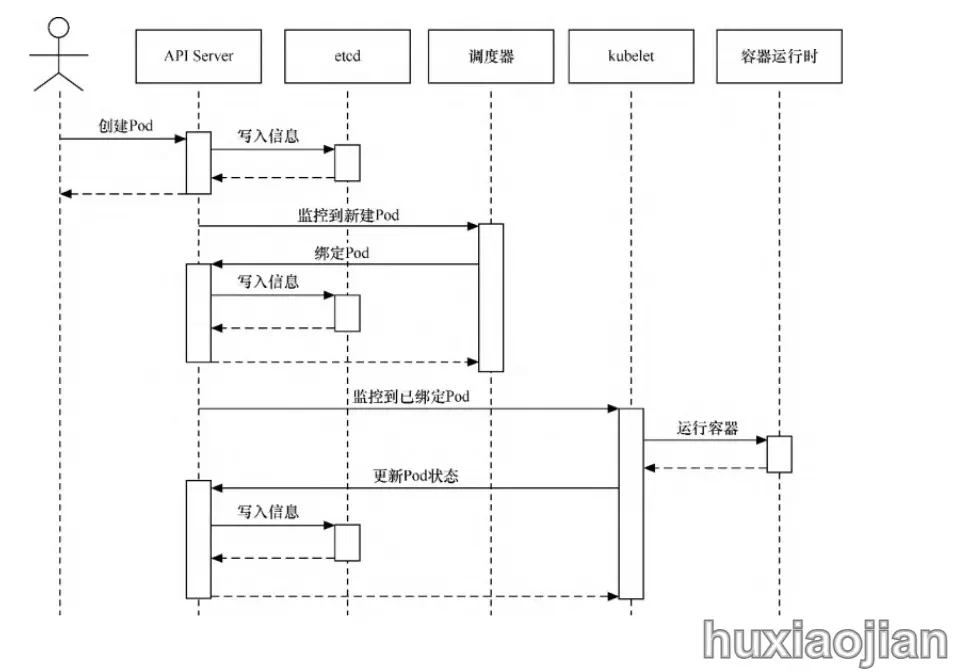 API Server
etcd
调度器
kubelet
容器运行时
创建Pod
写入信息
监控到新建Pod
绑定Pod
写入信息
监控到已绑定Pod
运行容器
更新Pod状态
写入信息
huxiaojian